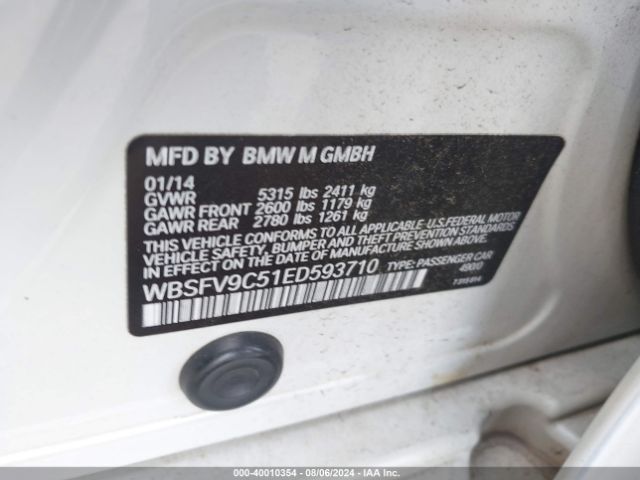 MFD BY BMW M GMBH
01/14
GVWR 5315 lbs 2411 kg
GAWR FRONT 2600 lbs 1179 kg
GAWR REAR 2780 lbs 1261 kg
THIS VEHICLE CONFORMS TO ALL APPLICABLE U.S. FEDERAL MOTOR
VEHICLE SAFETY, BUMPER, AND THEFT PREVENTION STANDARDS
IN EFFECT ON THE DATE OF MANUFACTURE SHOWN ABOVE.
WBSFV9C51ED593710 TYPE: PASSENGER CAR
000-40010354 - 08/06/2024 - IAA Inc.